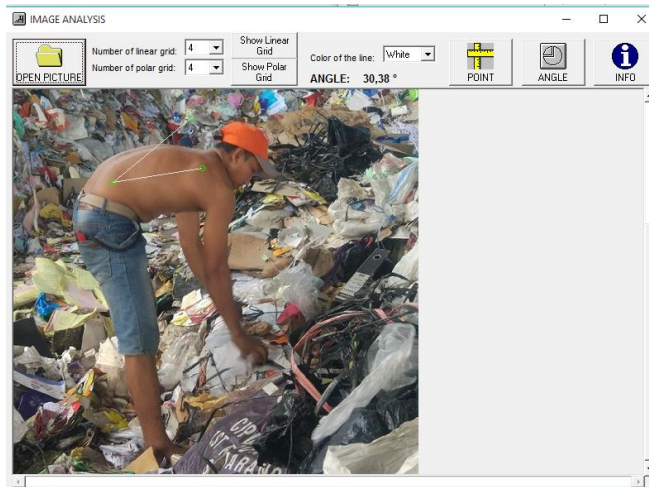 IMAGE ANALYSIS
OPEN PICTURE
Number of linear grid: 4
Number of polar grid: 4
Show Linear
Grid
Show Polar
Grid
Color of the line: White
ANGLE: 30,38 °
POINT
ANGLE
INFO